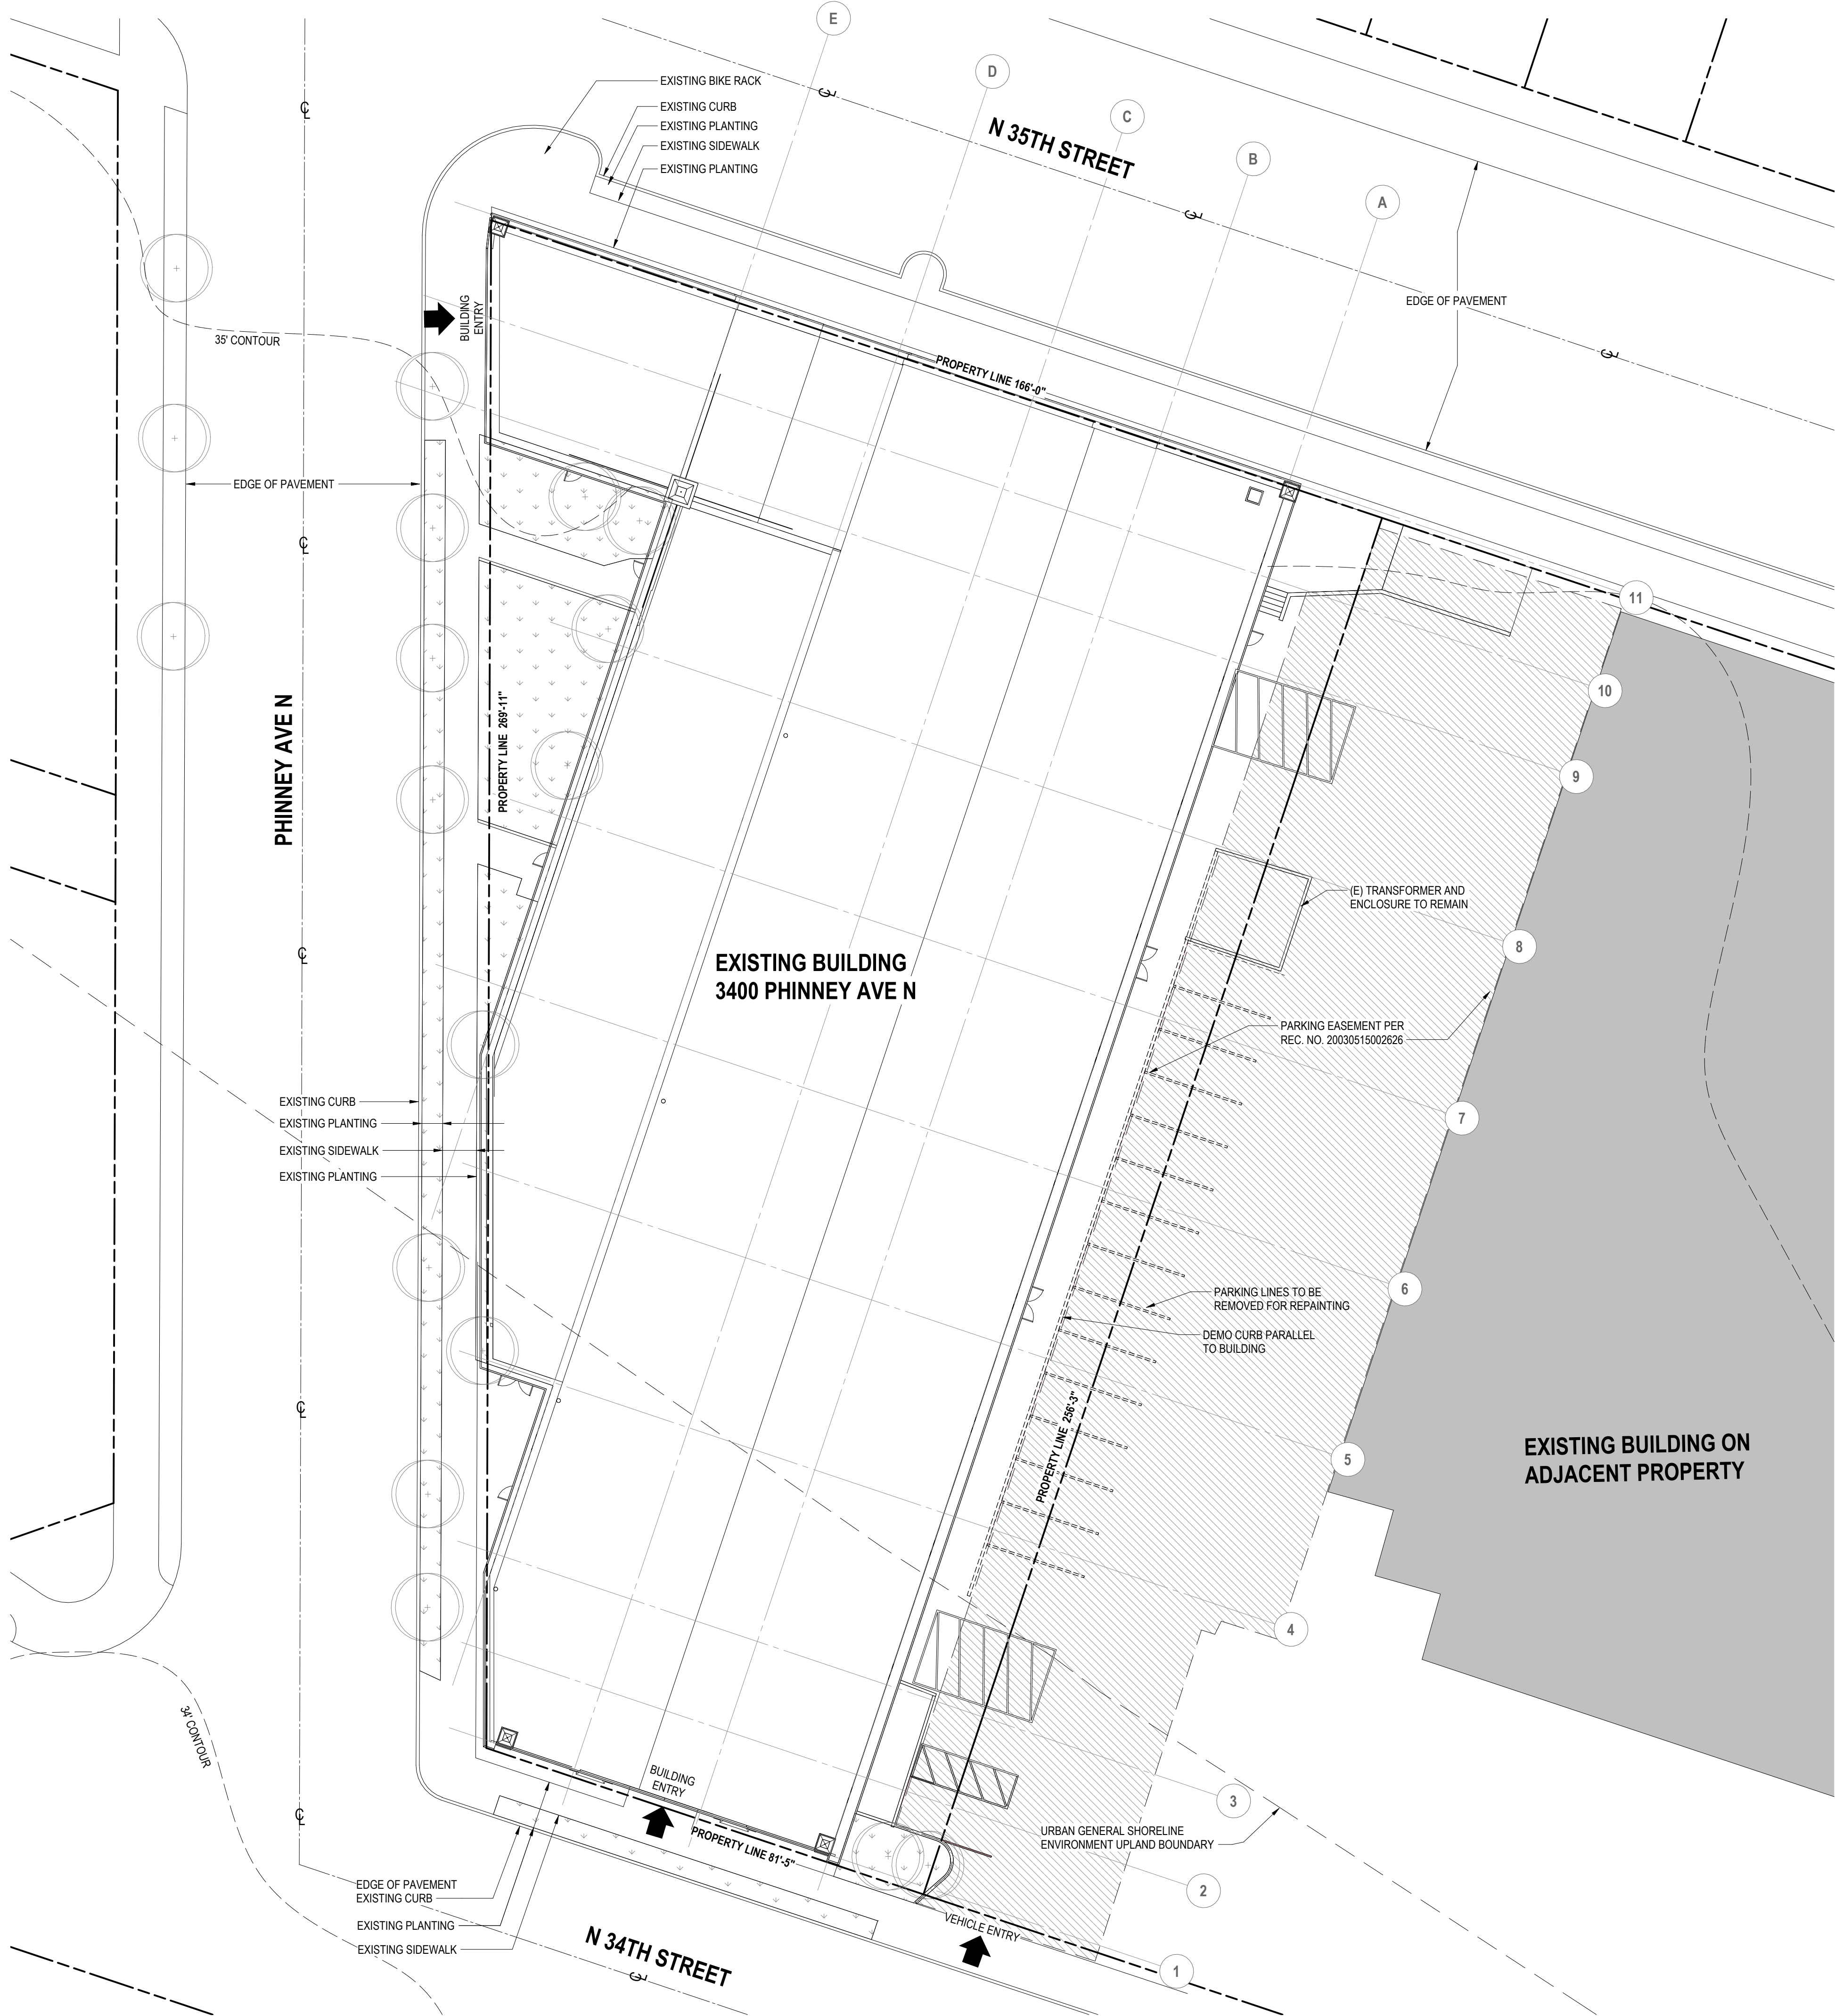 E
D
C
B
A
EXISTING BIKE RACK
EXISTING CURB
EXISTING PLANTING
EXISTING SIDEWALK
EXISTING PLANTING
N 35TH STREET
℄
℄
℄
℄
EDGE OF PAVEMENT
BUILDING
ENTRY
35' CONTOUR
PROPERTY LINE 166'-0"
EDGE OF PAVEMENT
℄
11
10
9
8
7
6
5
4
3
2
1
PHINNEY AVE N
PROPERTY LINE 269'-11"
(E) TRANSFORMER AND
ENCLOSURE TO REMAIN
EXISTING BUILDING
3400 PHINNEY AVE N
℄
PARKING EASEMENT PER
REC. NO. 20030515002626
EXISTING CURB
EXISTING PLANTING
EXISTING SIDEWALK
EXISTING PLANTING
PARKING LINES TO BE
REMOVED FOR REPAINTING
DEMO CURB PARALLEL
TO BUILDING
PROPERTY LINE 256'-3"
℄
EXISTING BUILDING ON
ADJACENT PROPERTY
34' CONTOUR
BUILDING
ENTRY
℄
PROPERTY LINE 81'-5"
URBAN GENERAL SHORELINE
ENVIRONMENT UPLAND BOUNDARY
EDGE OF PAVEMENT
EXISTING CURB
EXISTING PLANTING
EXISTING SIDEWALK
VEHICLE ENTRY
N 34TH STREET
℄